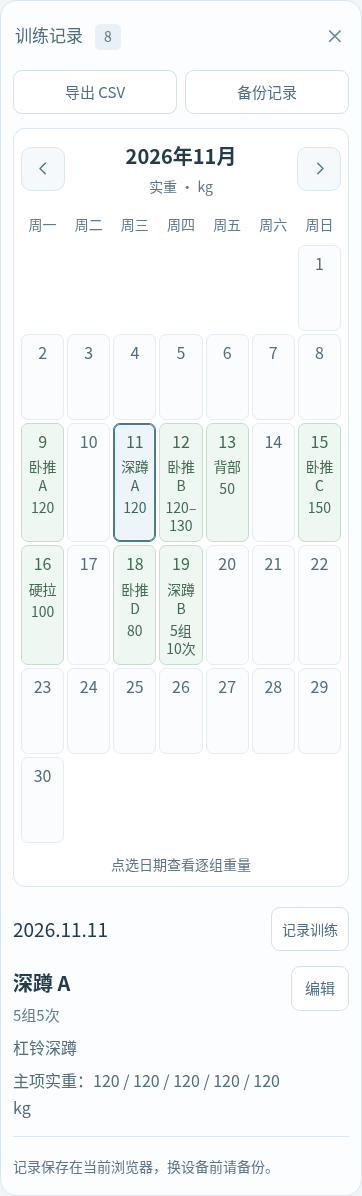 训练记录 8
导出 CSV 备份记录
2026年11月
实重 · kg
周一 周二 周三 周四 周五 周六 周日
1
2 3 4 5 6 7 8
9 10 11 12 13 14 15
卧推 深蹲 卧推 背部 卧推
A A B 50 C
120 120 120– 150
130
16 17 18 19 20 21 22
硬拉 卧推 深蹲
100 D B
80 5组
10次
23 24 25 26 27 28 29
30
点选日期查看逐组重量
2026.11.11 记录训练
深蹲 A 编辑
5组5次
杠铃深蹲
主项实重：120 / 120 / 120 / 120 / 120
kg
记录保存在当前浏览器，换设备前请备份。